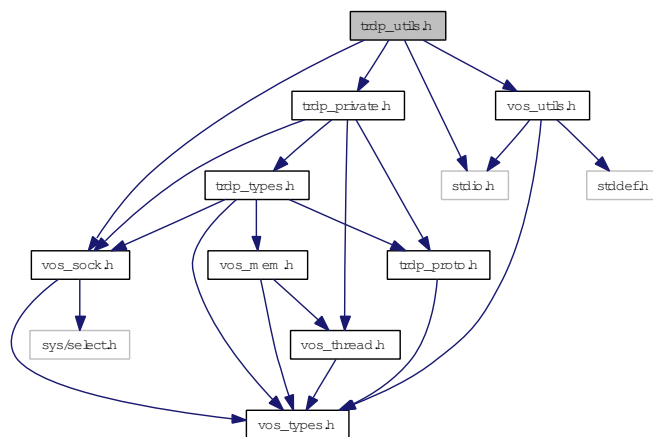 trdp_utils.h
trdp_private.h
vos_utils.h
trdp_types.h
stdio.h
stddef.h
vos_sock.h
vos_mem.h
trdp_proto.h
sys/select.h
vos_thread.h
vos_types.h